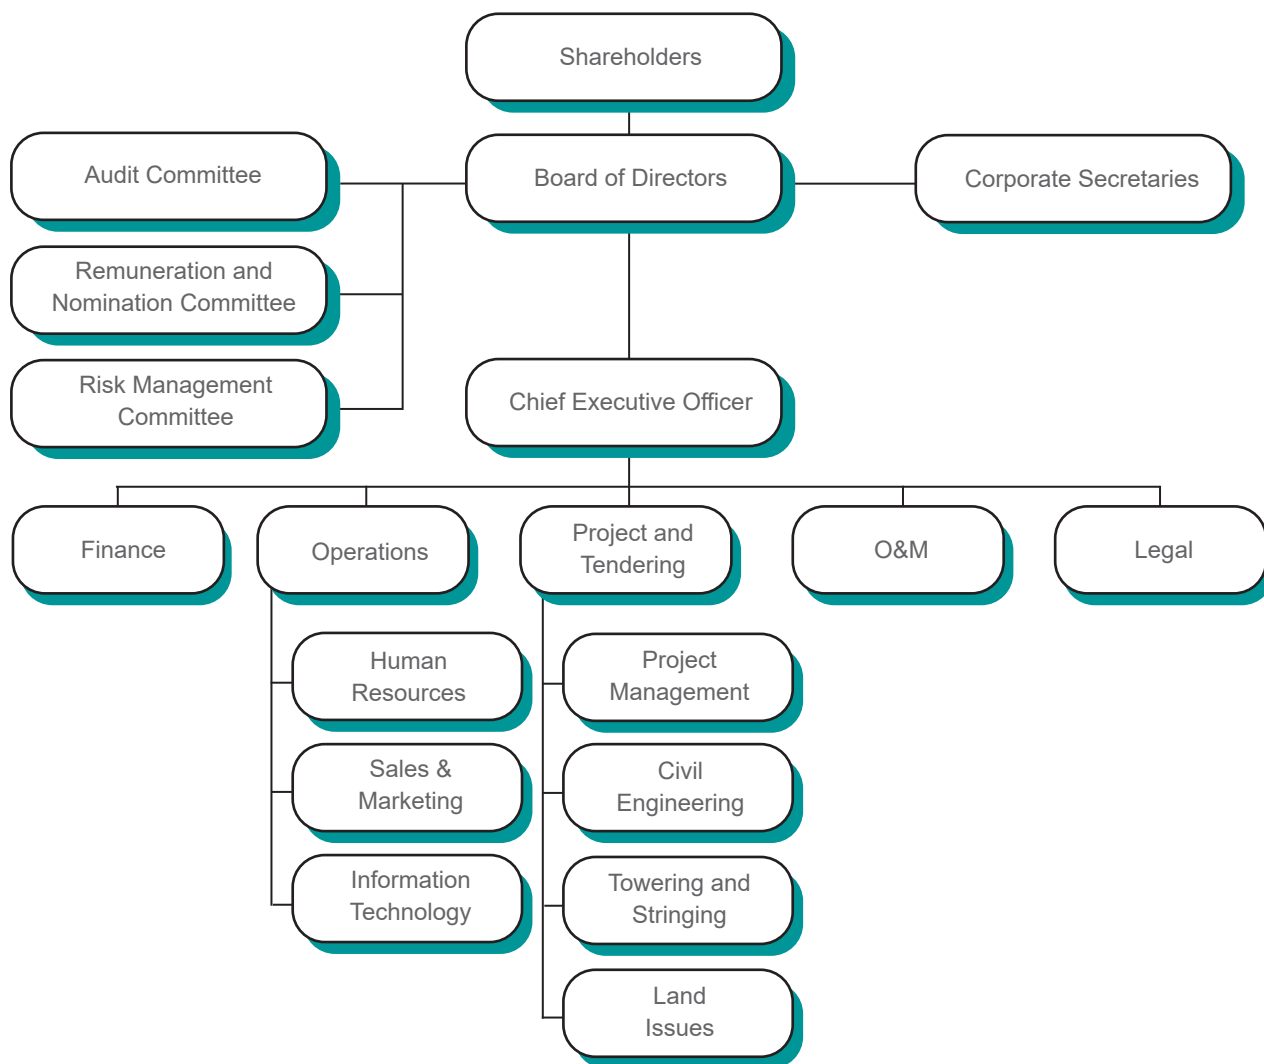 Shareholders
Audit Committee
Board of Directors
Corporate Secretaries
Remuneration and
Nomination Committee
Risk Management
Committee
Chief Executive Officer
Finance
Operations
Project and
Tendering
O&M
Legal
Human
Resources
Sales &
Marketing
Information
Technology
Project
Management
Civil
Engineering
Towering and
Stringing
Land
Issues